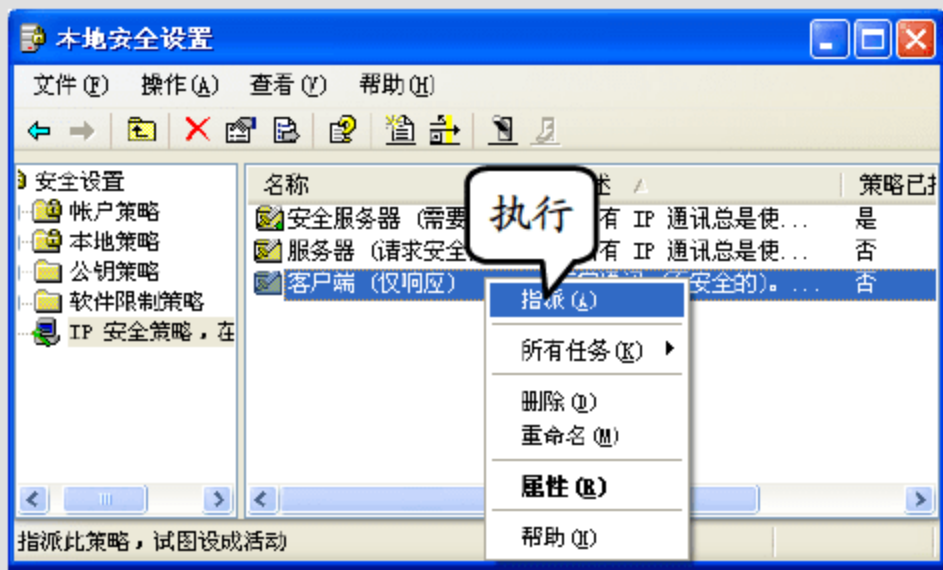 本地安全设置
文件(F) 操作(A) 查看(V) 帮助(H)
安全设置
帐户策略
本地策略
公钥策略
软件限制策略
IP 安全策略，在
名称 述 策略已
安全服务器 (需要 有 IP 通讯总是使... 是
服务器 (请求安全 有 IP 通讯总是使... 否
客户端 (仅响应) 安全的)。 ... 否
执行
指派(A)
所有任务(K)
删除(D)
重命名(M)
属性(R)
帮助(H)
指派此策略，试图设成活动